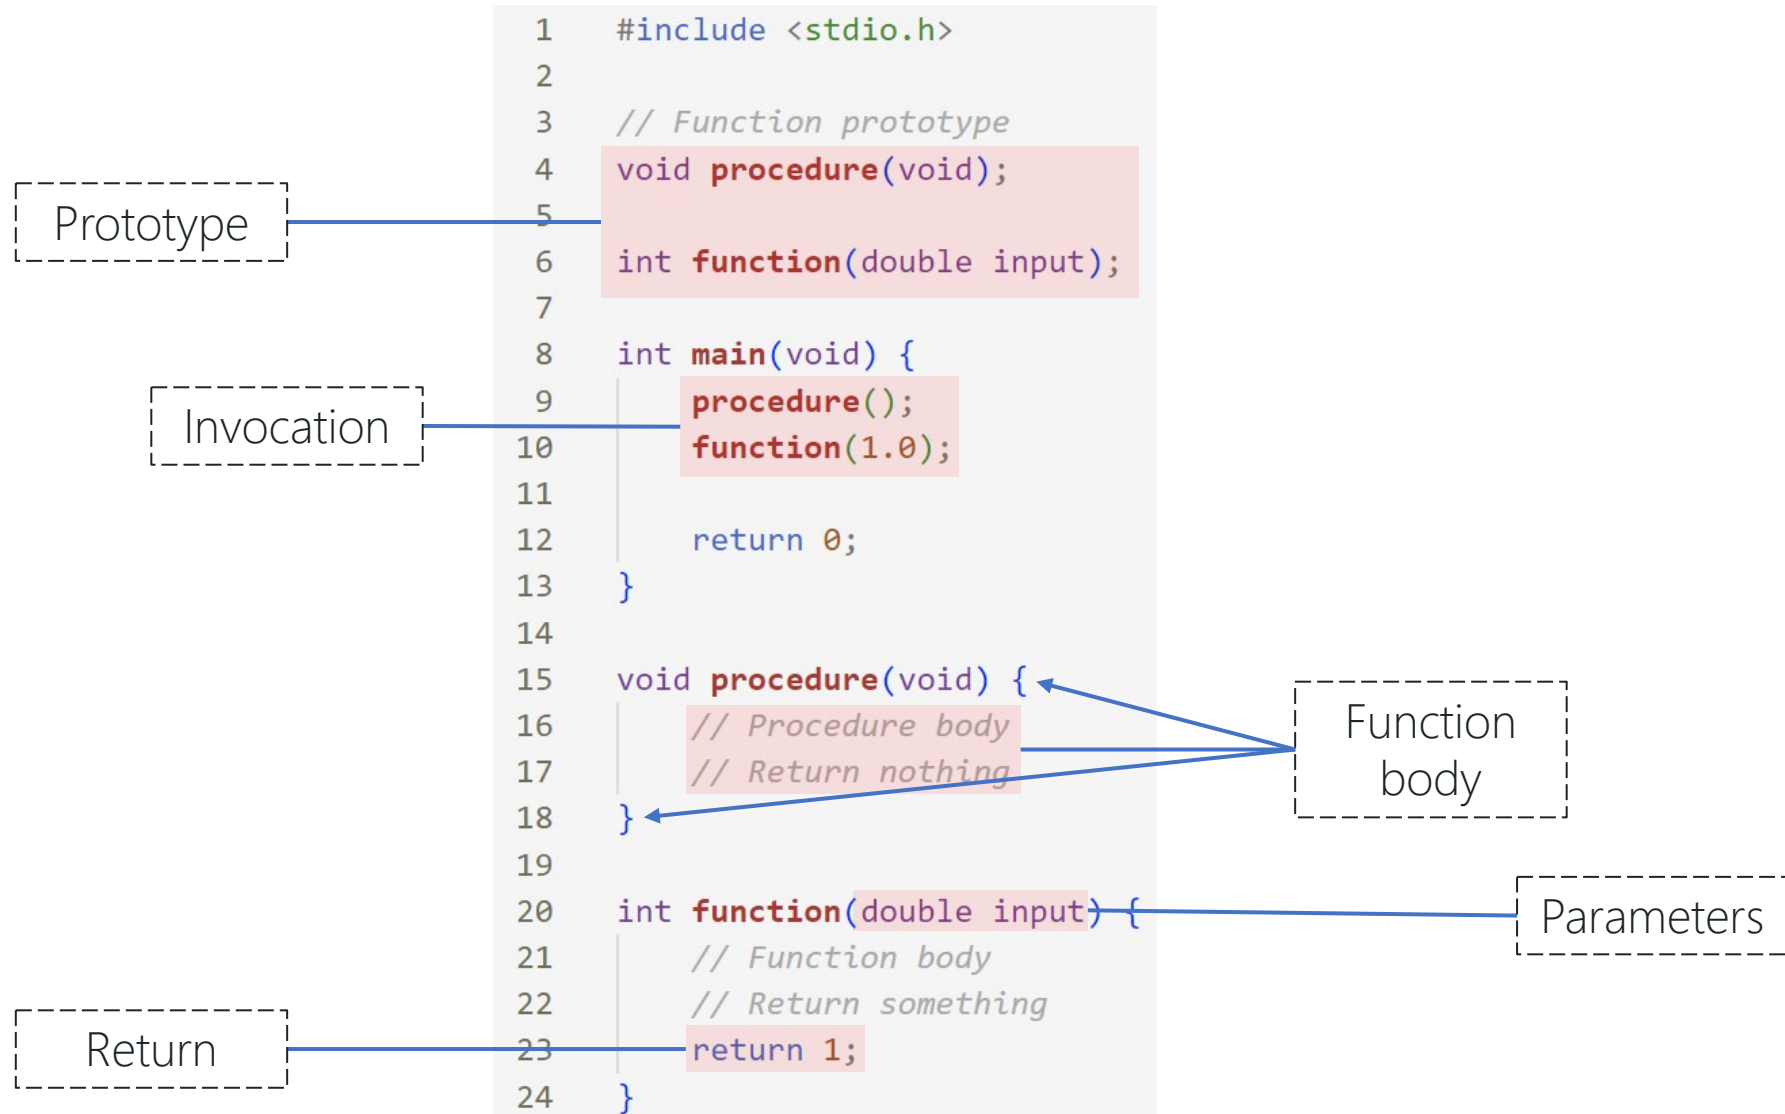 1 #include <stdio.h>
2
3 // Function prototype
4 void procedure(void);
Prototype
5
6 int function(double input);
7
8 int main(void) {
9 procedure();
Invocation
10 function(1.0);
11
12 return 0;
13 }
14
15 void procedure(void) {
16 // Procedure body
17 // Return nothing
Function
body
18 }
19
20 int function(double input) {
Parameters
21 // Function body
22 // Return something
Return
23 return 1;
24 }